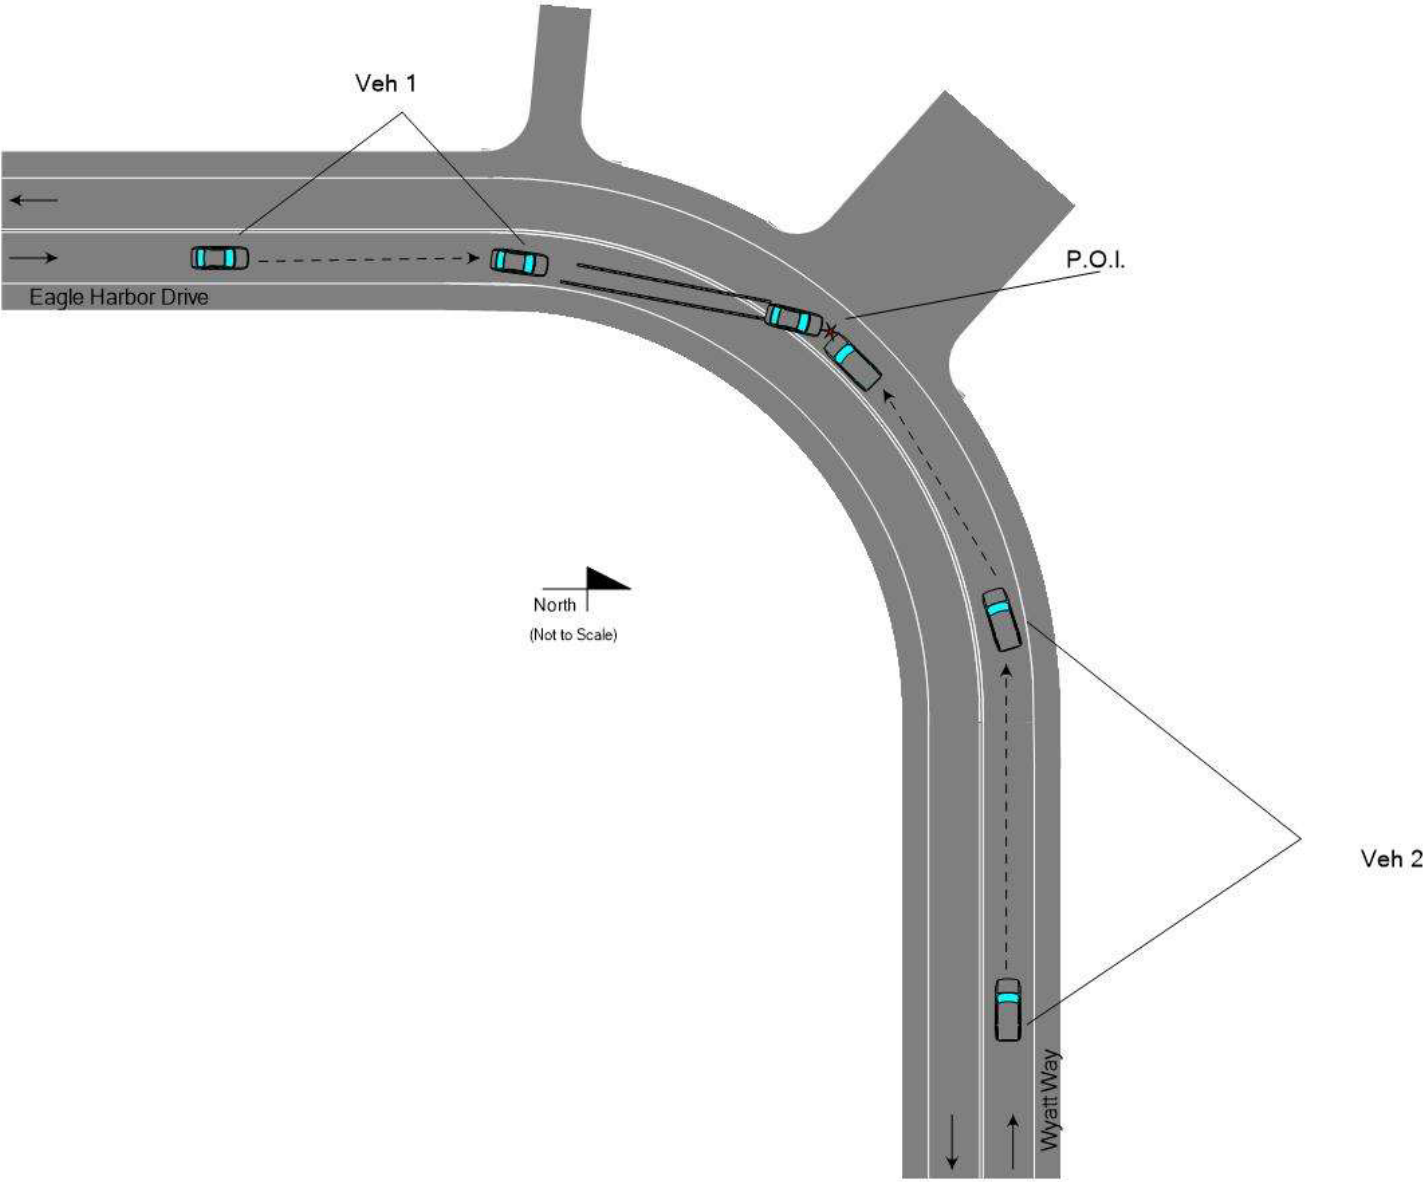 Veh 1
P.O.I.
Eagle Harbor Drive
North
(Not to Scale)
Veh 2
Wyatt Way